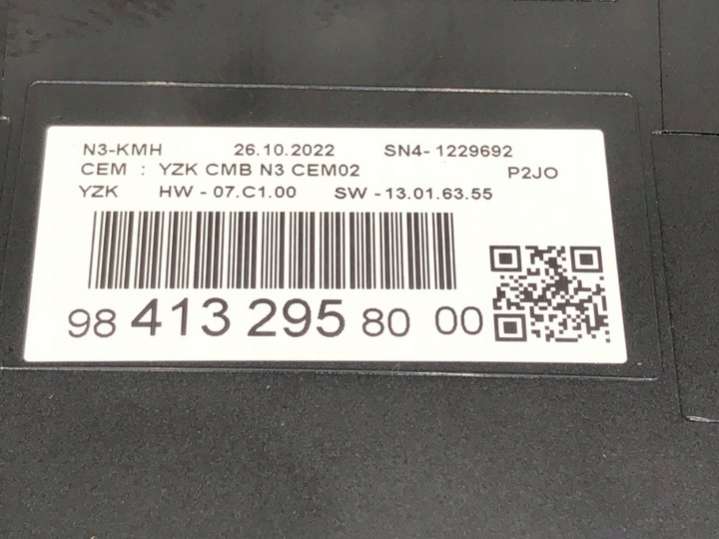 N3-KMH 26.10.2022 SN4-1229692
CEM : YZK CMB N3 CEM02 P2JO
YZK HW - 07.C1.00 SW -13.01.63.55
98 413 295 80 00